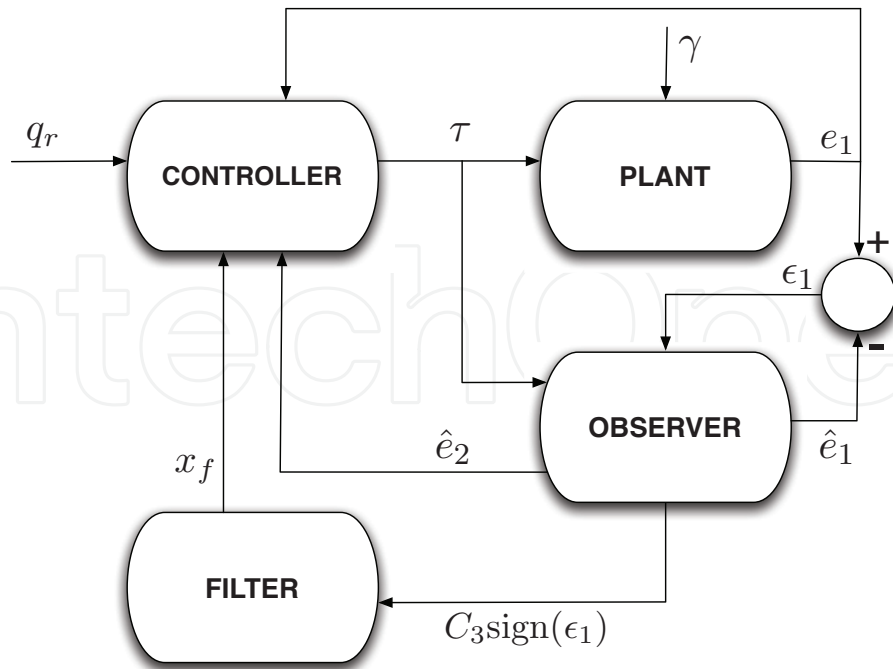 γ
q_r
τ
e_1
CONTROLLER
PLANT
+
ϵ_1
-
OBSERVER
ê_2
ê_1
x_f
FILTER
C_3sign(ϵ_1)